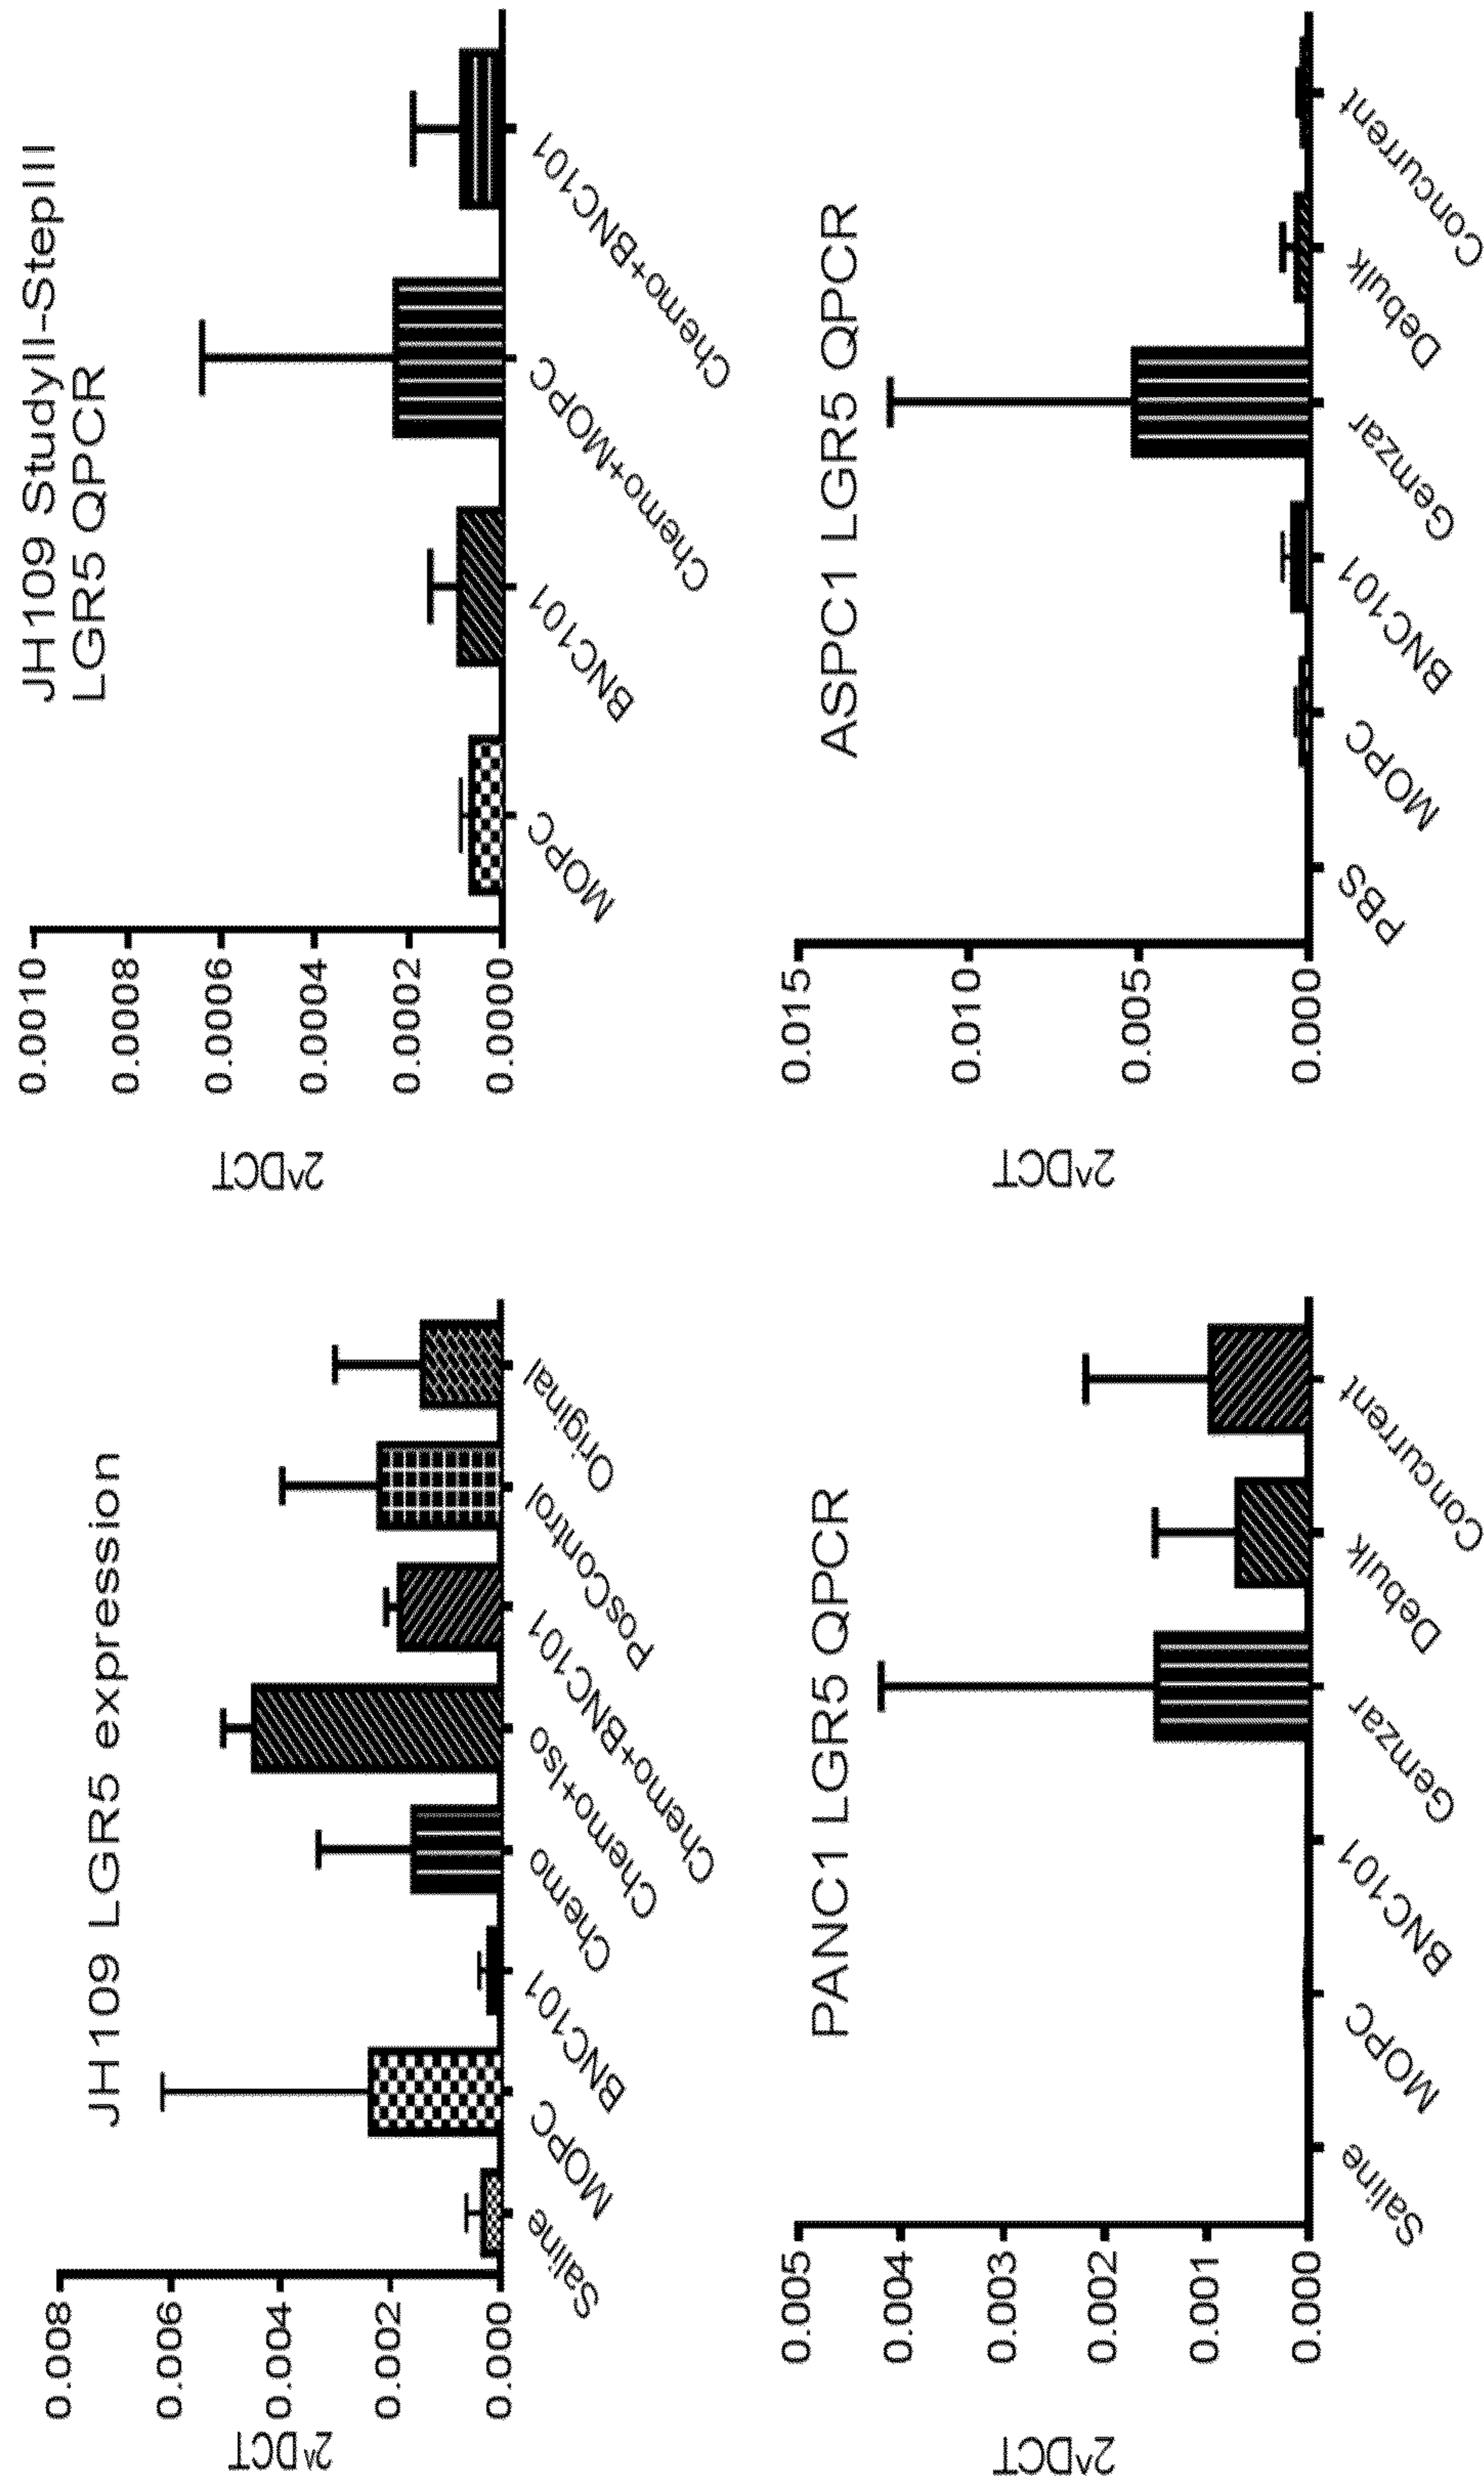 JH109 LGR5 expression
2^DCT
0.008
0.006
0.004
0.002
0.000
Saline
MOPC
BNC101
Chemo
Chemo+Iso
Chemo+BNC101
PosControl
Original
JH109 StudyII-StepIII
LGR5 QPCR
2^DCT
0.0010
0.0008
0.0006
0.0004
0.0002
0.0000
MOPC
BNC101
Chemo+MOPC
Chemo+BNC101
PANC1 LGR5 QPCR
2^DCT
0.005
0.004
0.003
0.002
0.001
0.000
Saline
MOPC
BNC101
Gemzar
Debulk
Concurrent
ASPC1 LGR5 QPCR
2^DCT
0.015
0.010
0.005
0.000
PBS
MOPC
BNC101
Gemzar
Debulk
Concurrent